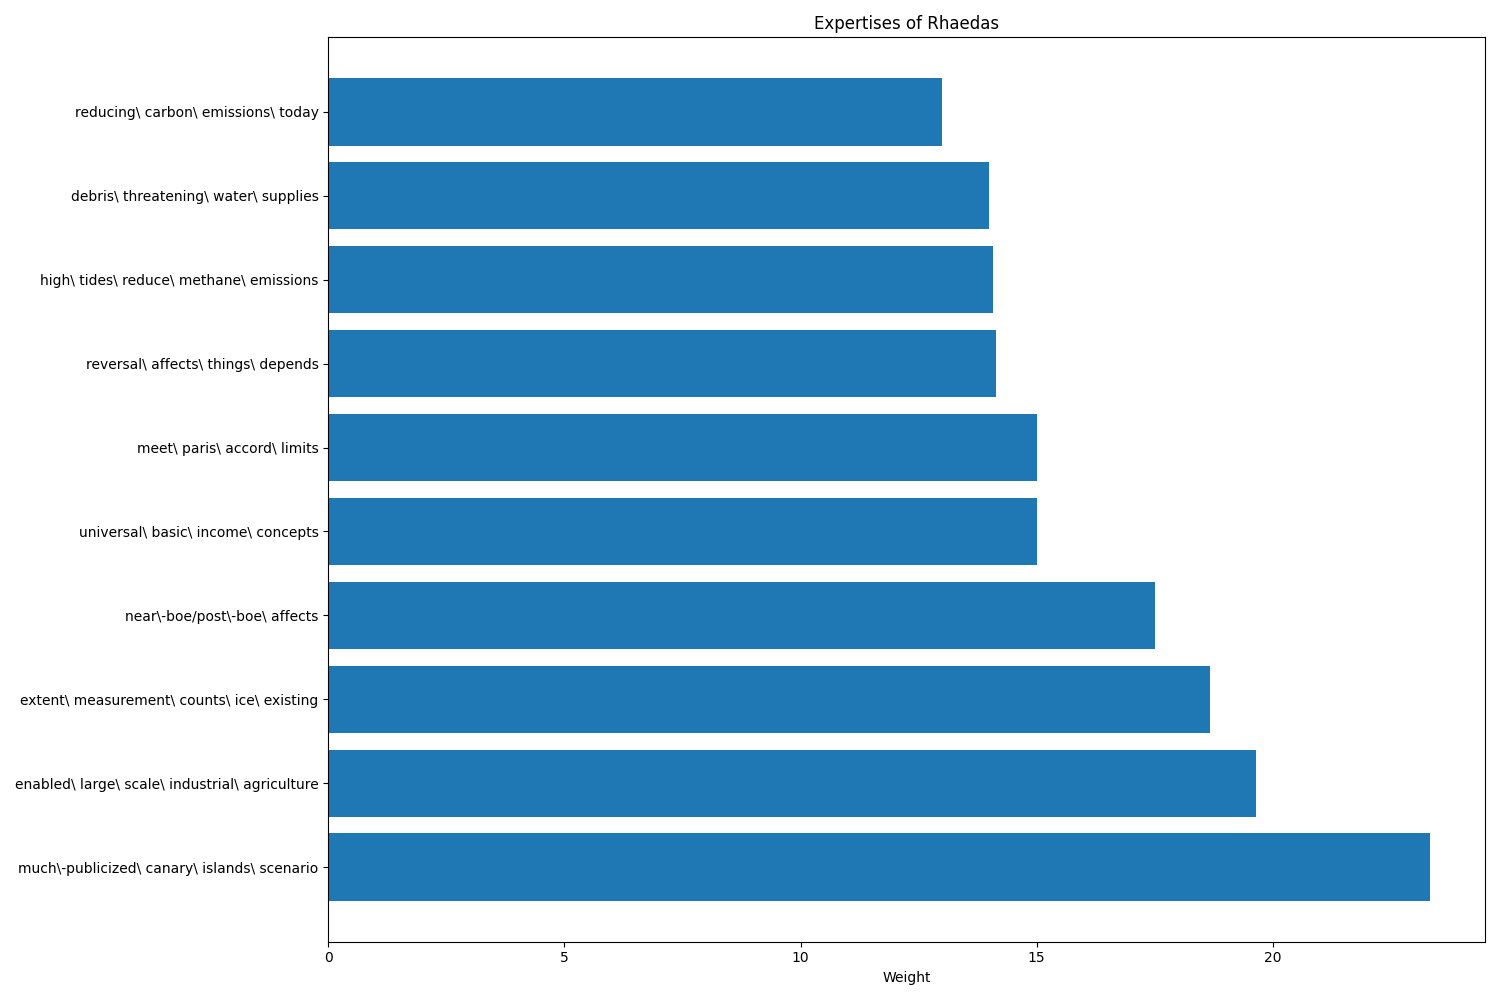 Expertises of Rhaedas
reducing\ carbon\ emissions\ today
debris\ threatening\ water\ supplies
high\ tides\ reduce\ methane\ emissions
reversal\ affects\ things\ depends
meet\ paris\ accord\ limits
universal\ basic\ income\ concepts
near\-boe/post\-boe\ affects
extent\ measurement\ counts\ ice\ existing
enabled\ large\ scale\ industrial\ agriculture
much\-publicized\ canary\ islands\ scenario
0 5 10 15 20
Weight